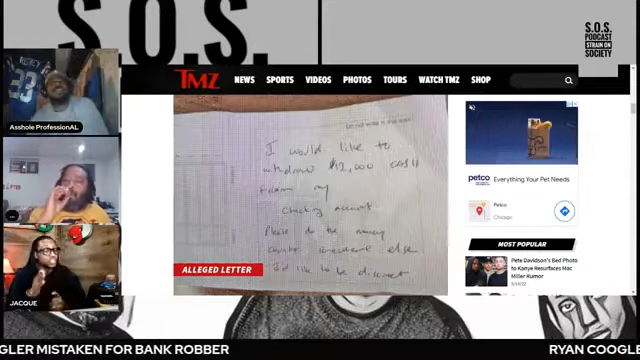 S.O.S.
S.O.S.
PODCAST
STRAIN ON
SOCIETY
TMZ
NEWS SPORTS VIDEOS PHOTOS TOURS WATCH TMZ SHOP
33
Asshole ProfessionAL
JACQUE
I would like to
withdraw $12,000 cash
from my
checking account.
Please do the money
somewhere else
I'd like to be discreet
ALLEGED LETTER
petco
Everything Your Pet Needs
Petco
Chicago
MOST POPULAR
Pete Davidson's Bed Photo
to Kanye Resurfaces Mac
Miller Rumor
GLER MISTAKEN FOR BANK ROBBER
RYAN COOGLE